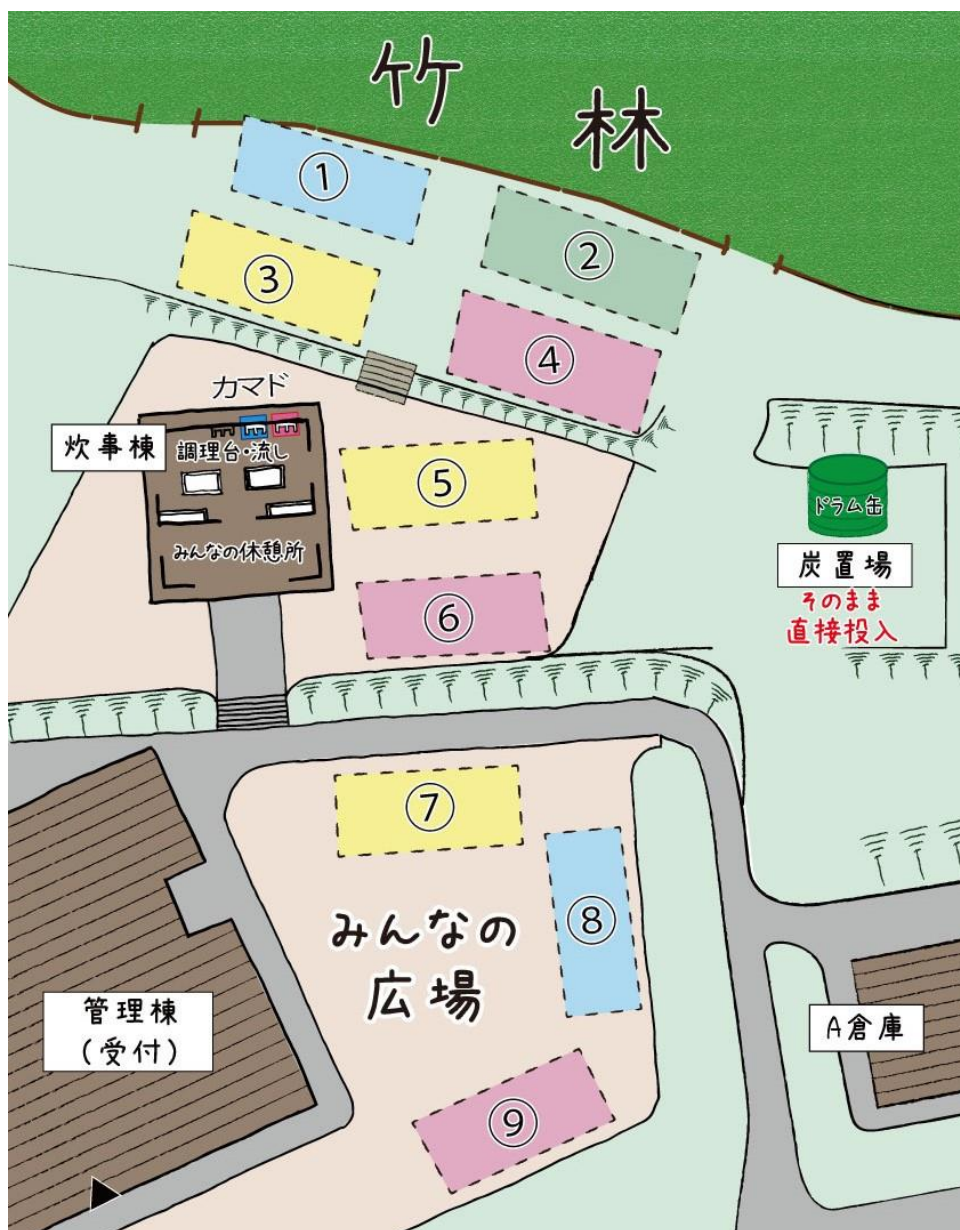 竹林
①
②
③
④
カマド
炊事棟
調理台・流し
みんなの休憩所
⑤
⑥
ドラム缶
炭置場
そのまま
直接投入
⑦
⑧
みんなの
広場
管理棟
(受付)
A倉庫
⑨